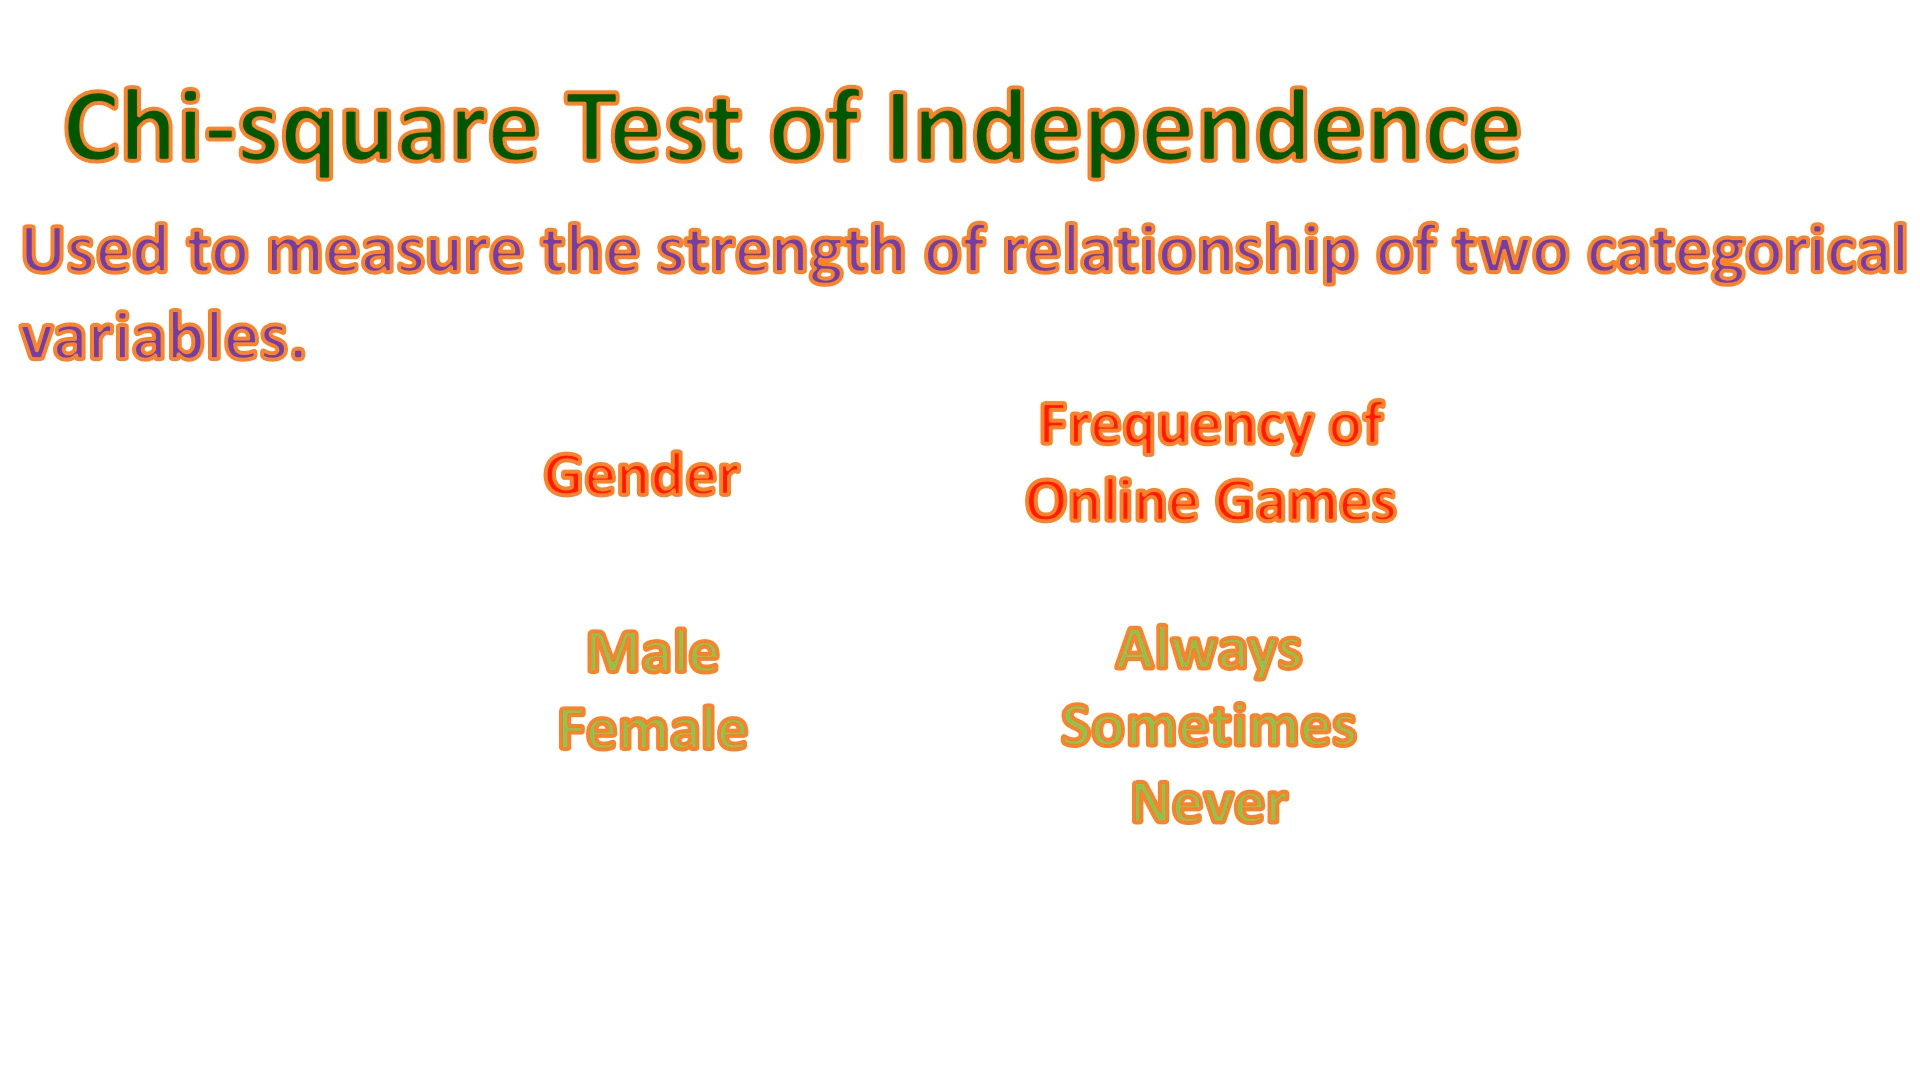 Chi-square Test of Independence
Used to measure the strength of relationship of two categorical
variables.
Gender
Frequency of
Online Games
Male
Female
Always
Sometimes
Never